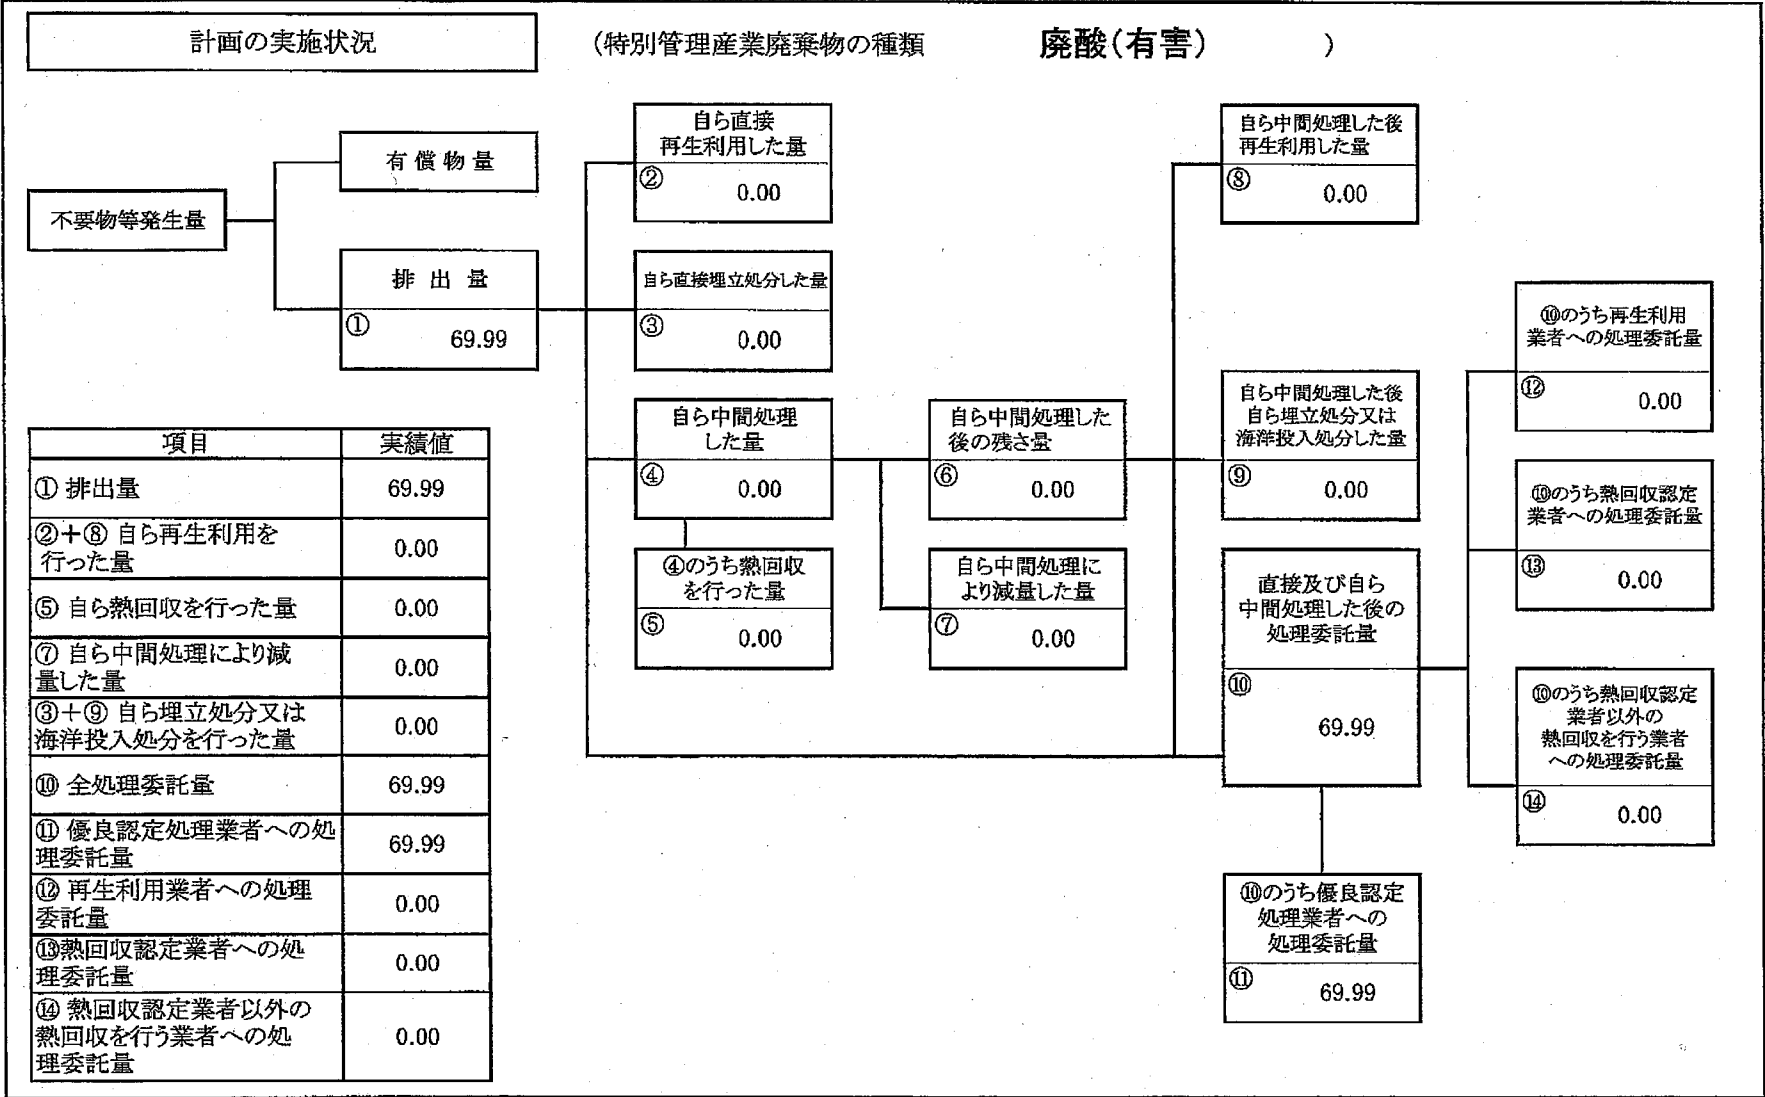 計画の実施状況
（特別管理産業廃棄物の種類 廃酸（有害） ）
不要物等発生量
有償物量
排出量
① 69.99
自ら直接
再生利用した量
② 0.00
自ら直接埋立処分した量
③ 0.00
自ら中間処理
した量
④ 0.00
④のうち熱回収
を行った量
⑤ 0.00
自ら中間処理した
後の残さ量
⑥ 0.00
自ら中間処理に
より減量した量
⑦ 0.00
自ら中間処理した後
再生利用した量
⑧ 0.00
自ら中間処理した後
自ら埋立処分又は
海洋投入処分した量
⑨ 0.00
直接及び自ら
中間処理した後の
処理委託量
⑩ 69.99
⑩のうち優良認定
処理業者への
処理委託量
⑪ 69.99
⑩のうち再生利用
業者への処理委託量
⑫ 0.00
⑩のうち熱回収認定
業者への処理委託量
⑬ 0.00
⑩のうち熱回収認定
業者以外の
熱回収を行う業者
への処理委託量
⑭ 0.00
項目 実績値
① 排出量 69.99
②＋⑧ 自ら再生利用を
行った量 0.00
⑤ 自ら熱回収を行った量 0.00
⑦ 自ら中間処理により減
量した量 0.00
③＋⑨ 自ら埋立処分又は
海洋投入処分を行った量 0.00
⑩ 全処理委託量 69.99
⑪ 優良認定処理業者への処
理委託量 69.99
⑫ 再生利用業者への処理
委託量 0.00
⑬熱回収認定業者への処
理委託量 0.00
⑭ 熱回収認定業者以外の
熱回収を行う業者への処
理委託量 0.00